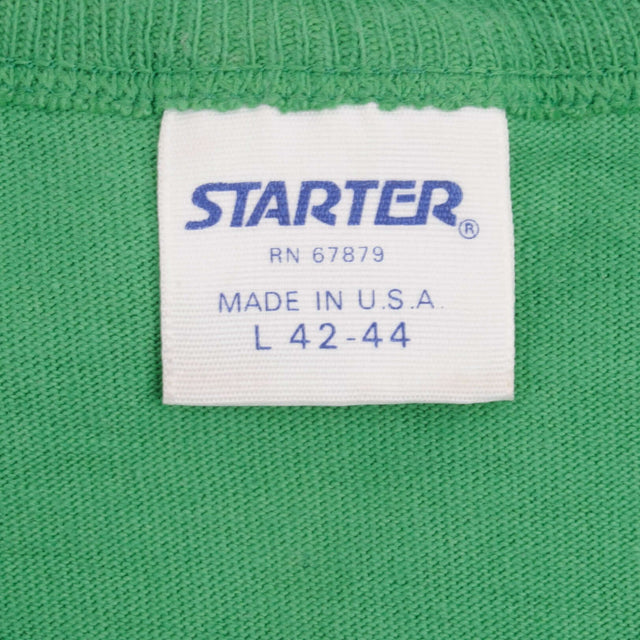 STARTER®
RN 67879
MADE IN U.S.A.
L 42-44